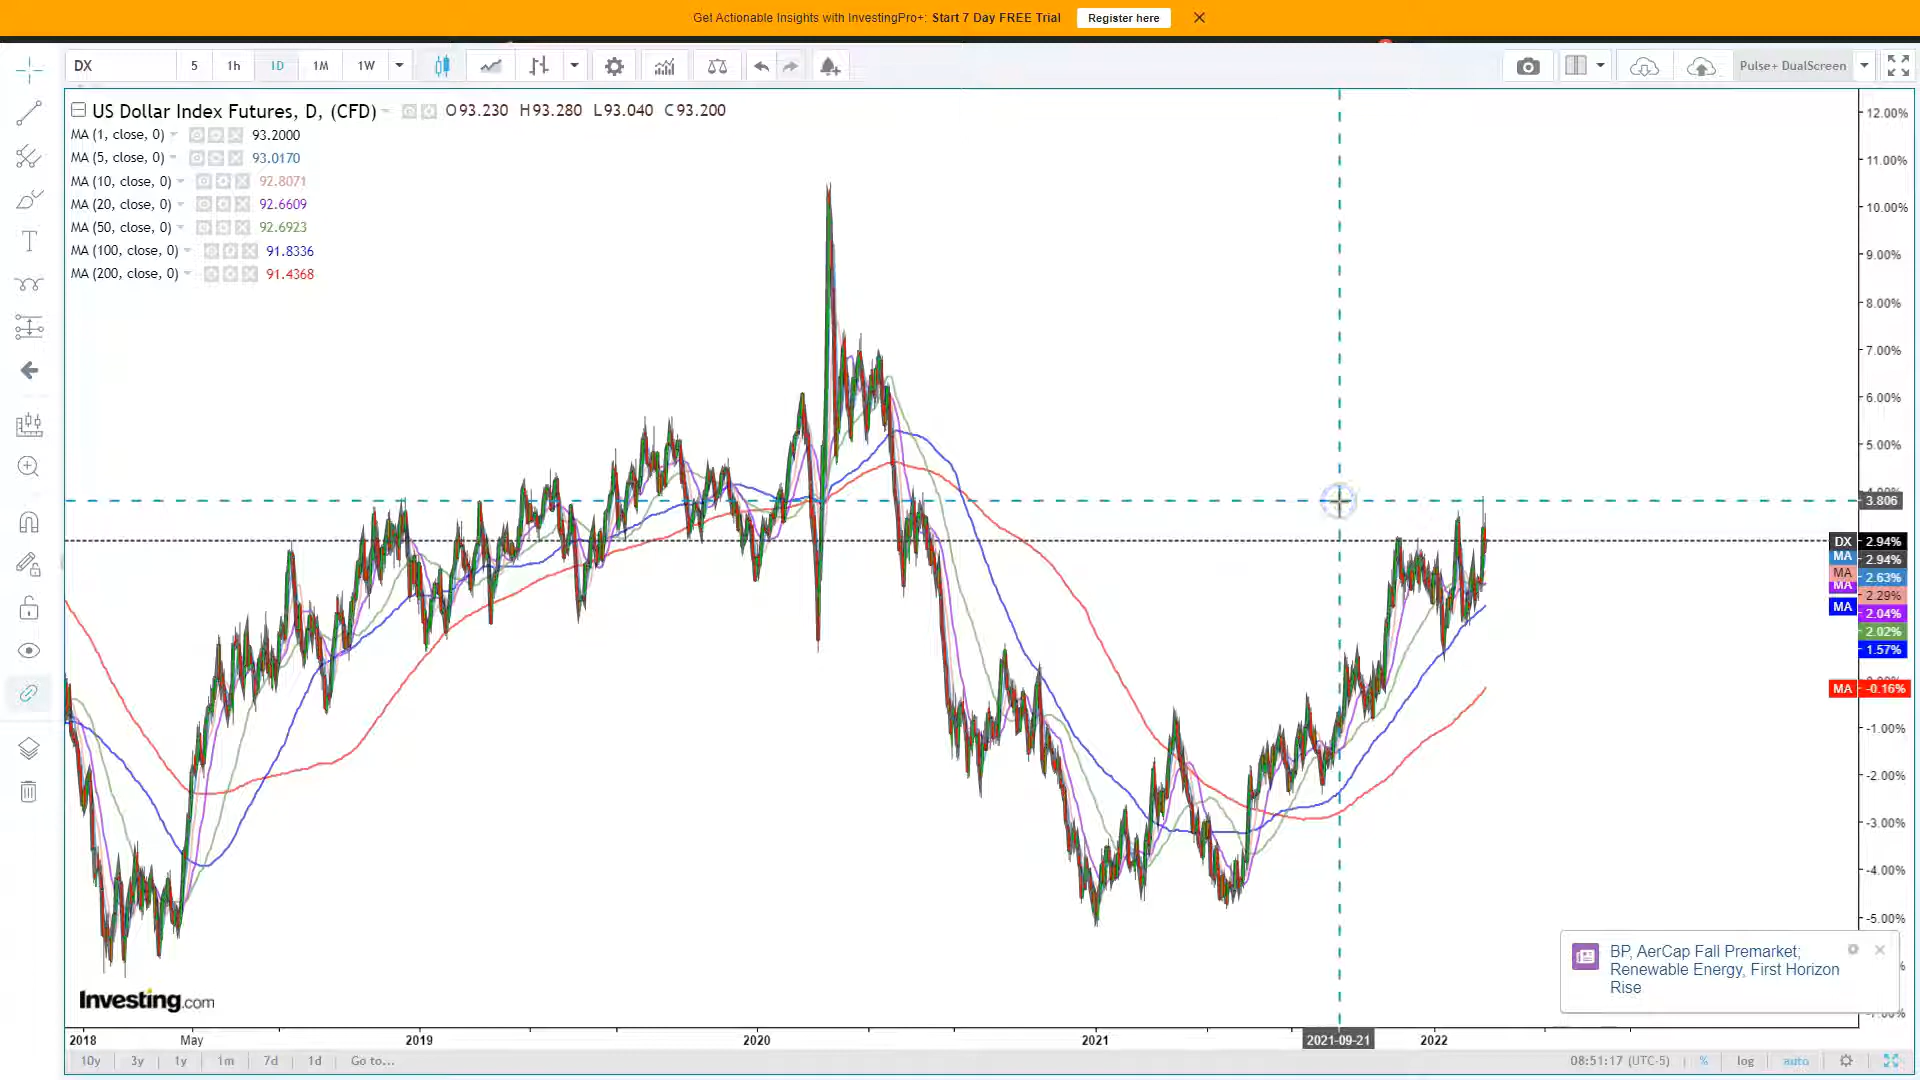 Get Actionable Insights with InvestingPro+: Start 7 Day FREE Trial Register here
DX 5 1h 1D 1M 1W Pulse+ DualScreen
US Dollar Index Futures, D, (CFD) O93.230 H93.280 L93.040 C93.200
MA (1, close, 0) 93.2000
MA (5, close, 0) 93.0170
MA (10, close, 0) 92.8071
MA (20, close, 0) 92.6609
MA (50, close, 0) 92.6923
MA (100, close, 0) 91.8336
MA (200, close, 0) 91.4368
12.00%
11.00%
10.00%
9.00%
8.00%
7.00%
6.00%
5.00%
3.806
DX 2.94%
MA 2.94%
MA 2.63%
MA 2.29%
MA 2.04%
2.02%
1.57%
MA -0.16%
-1.00%
-2.00%
-3.00%
-4.00%
-5.00%
BP, AerCap Fall Premarket;
Renewable Energy, First Horizon
Rise
Investing.com
2018 May 2019 2020 2021 2021-09-21 2022
10y 3y 1y 1m 7d 1d Go to... 08:51:17 (UTC-5) % log auto